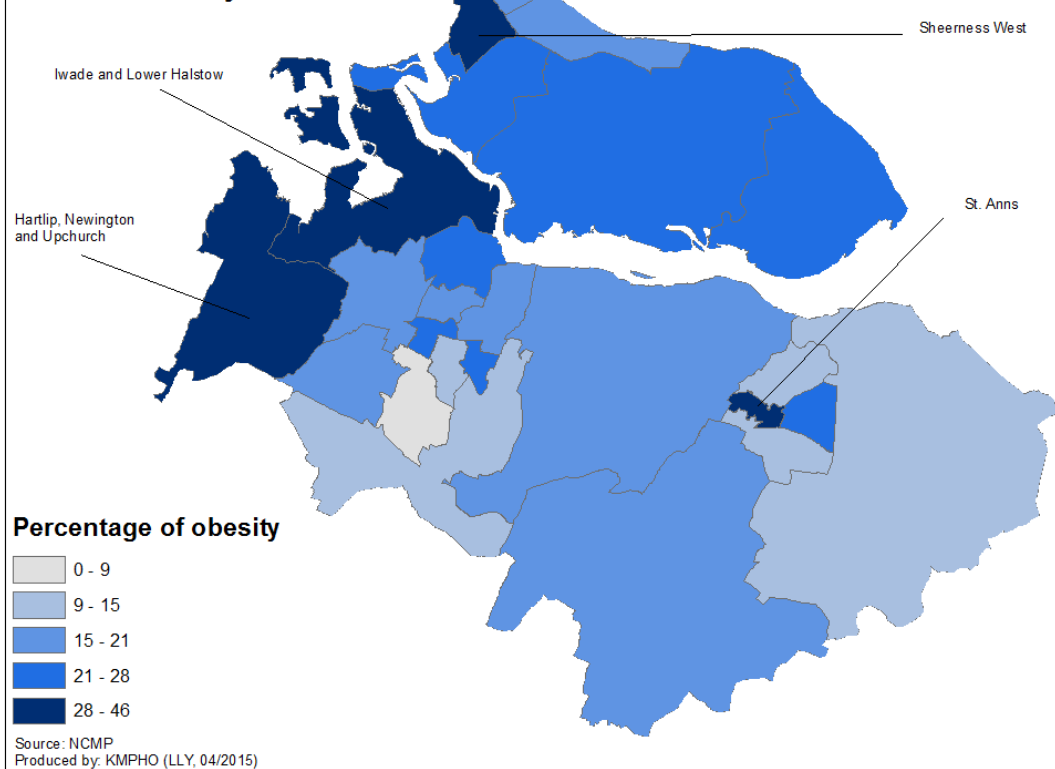 Sheerness West
Iwade and Lower Halstow
St. Anns
Hartlip, Newington
and Upchurch
Percentage of obesity
0 - 9
9 - 15
15 - 21
21 - 28
28 - 46
Source: NCMP
Produced by: KMPHO (LLY, 04/2015)